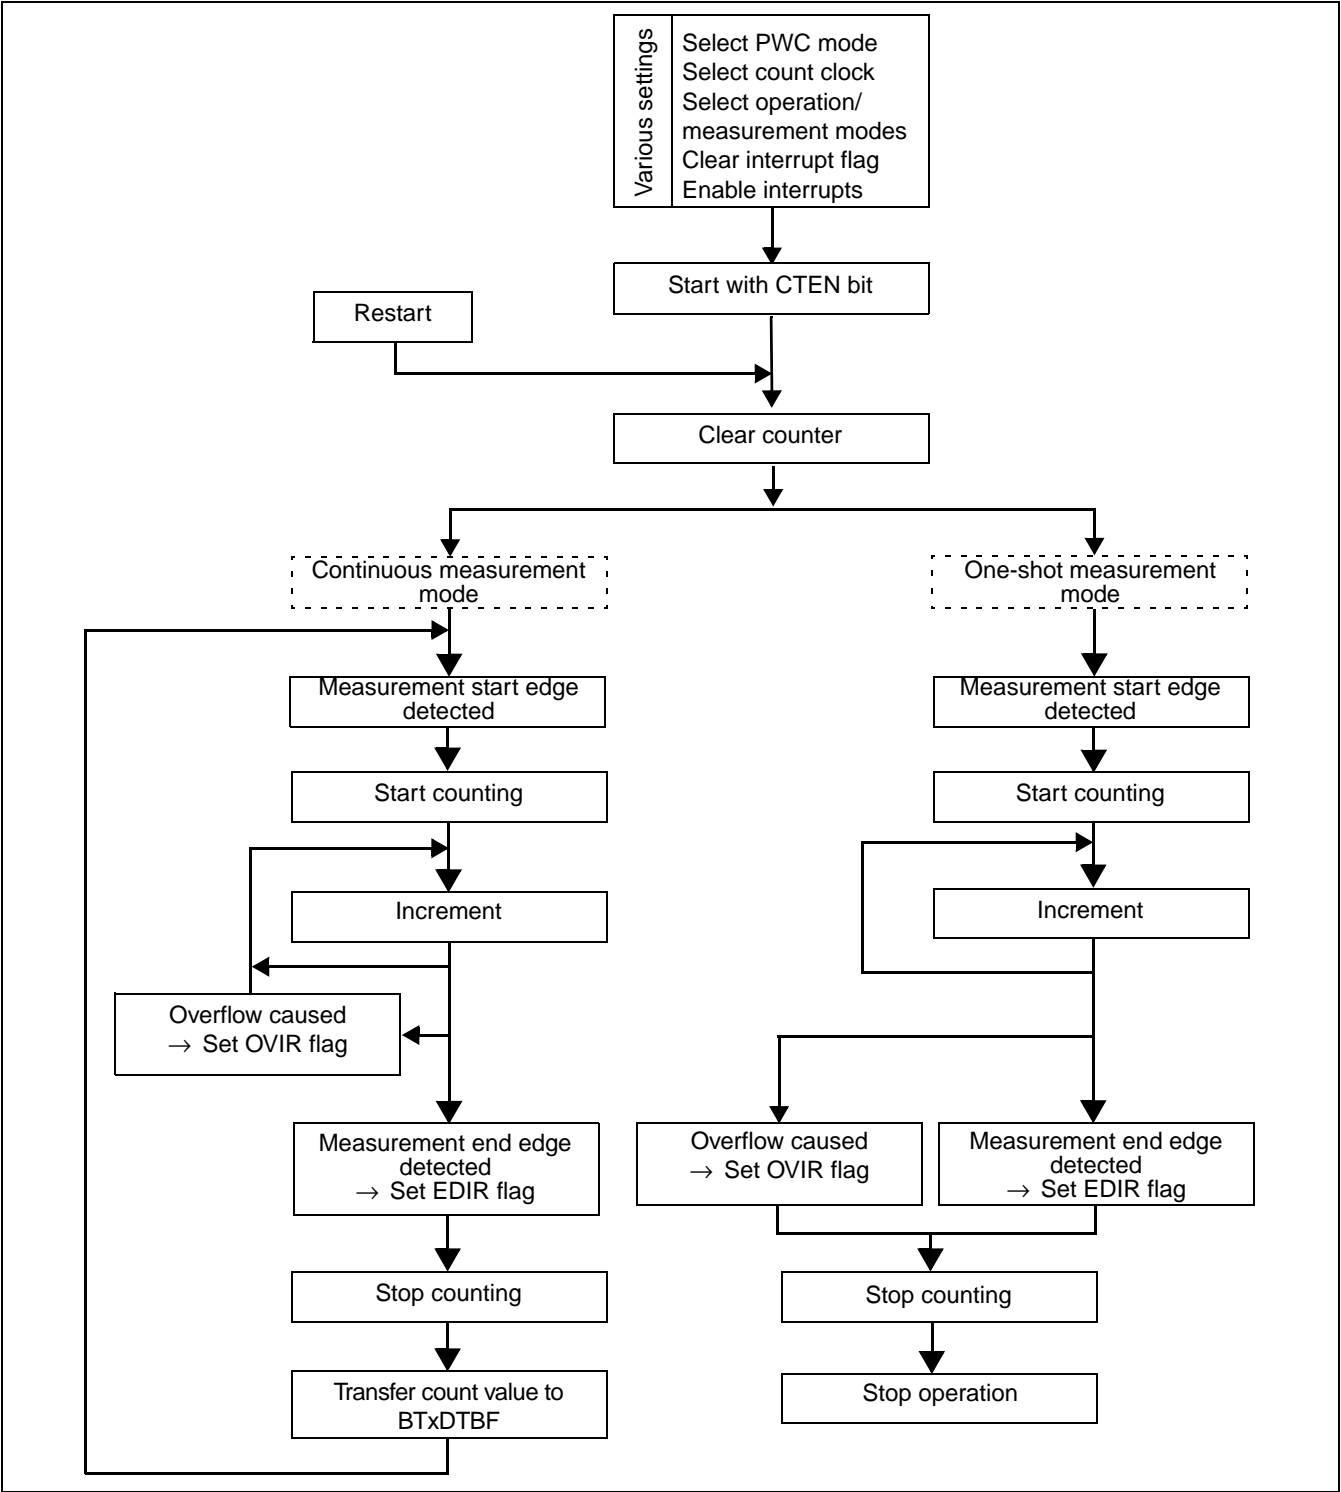 Various settings
Select PWC mode
Select count clock
Select operation/
measurement modes
Clear interrupt flag
Enable interrupts
Start with CTEN bit
Restart
Clear counter
Continuous measurement
mode
One-shot measurement
mode
Measurement start edge
detected
Measurement start edge
detected
Start counting
Start counting
Increment
Increment
Overflow caused
→ Set OVIR flag
Measurement end edge
detected
→ Set EDIR flag
Overflow caused
→ Set OVIR flag
Measurement end edge
detected
→ Set EDIR flag
Stop counting
Stop counting
Transfer count value to
BTxDTBF
Stop operation